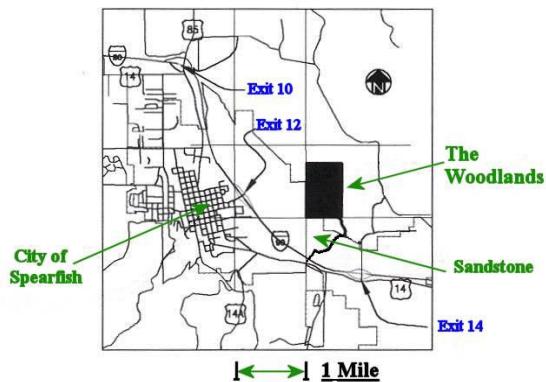 85
90
14
Exit 10
N
Exit 12
The
Woodlands
City of
Spearfish
90
Sandstone
14
14A
Exit 14
1 Mile